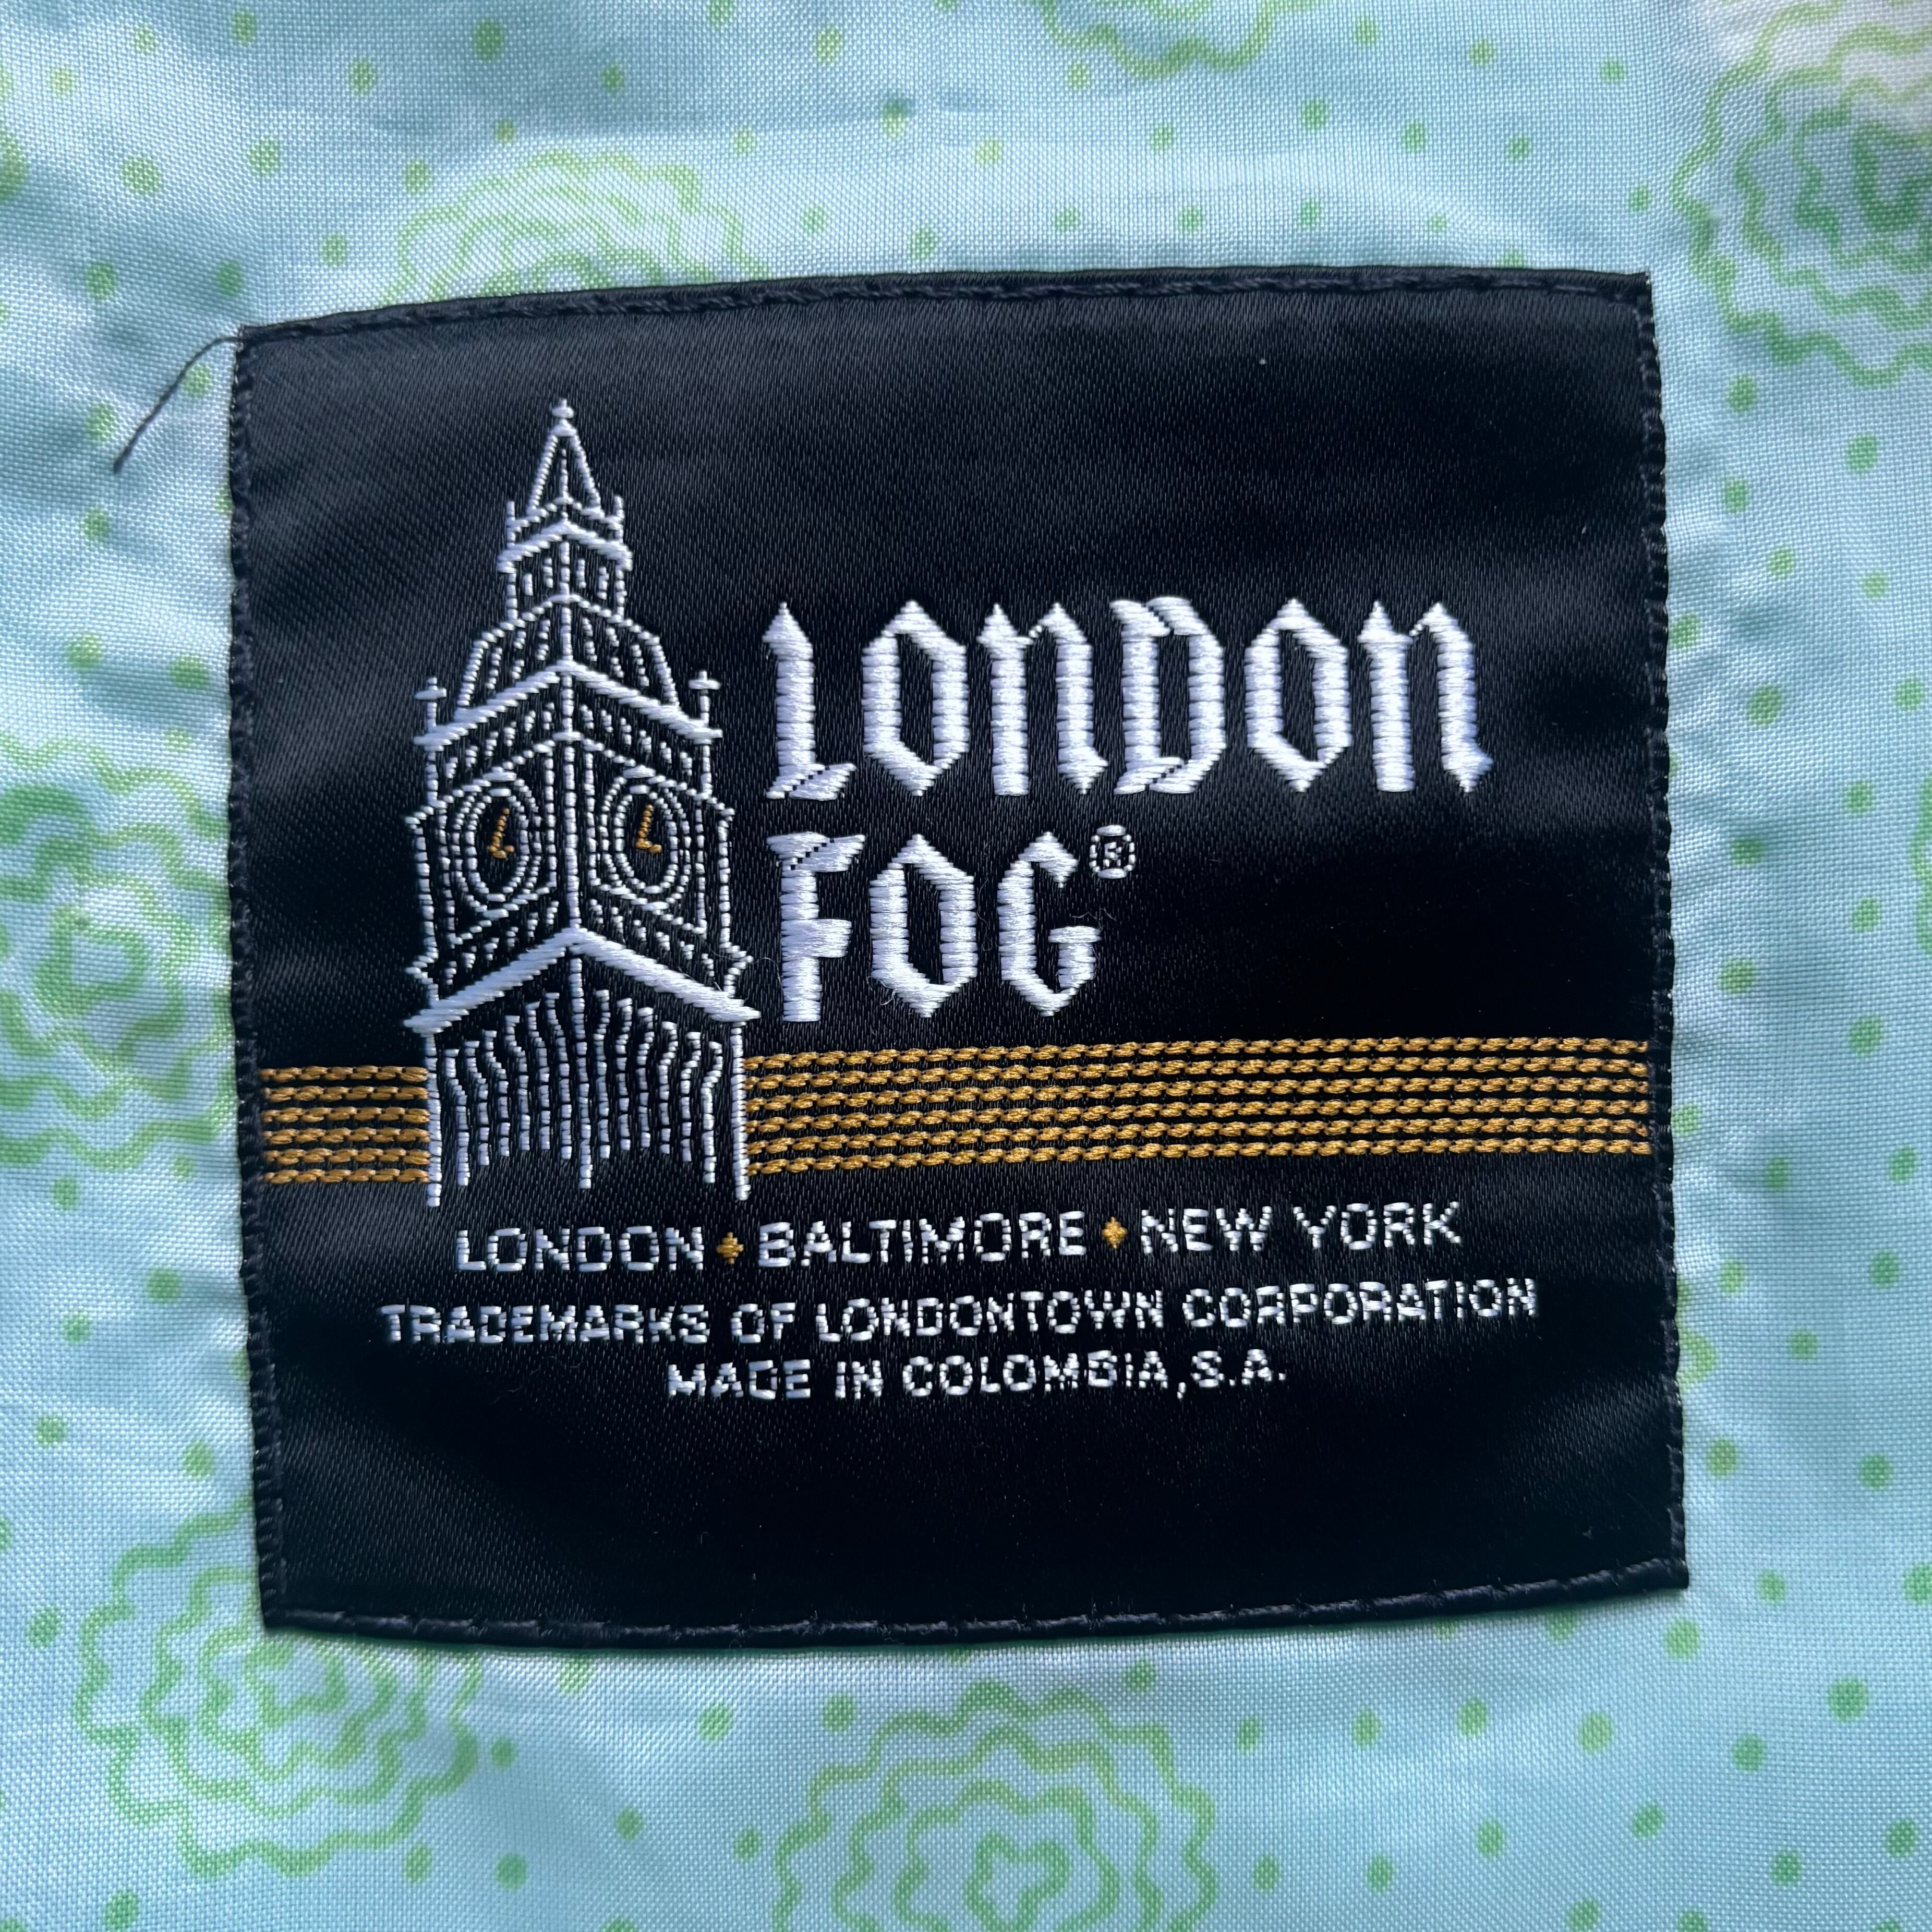 LONDON
FOG®
LONDON ♦ BALTIMORE ♦ NEW YORK
TRADEMARKS OF LONDONTOWN CORPORATION
MADE IN COLOMBIA, S.A.